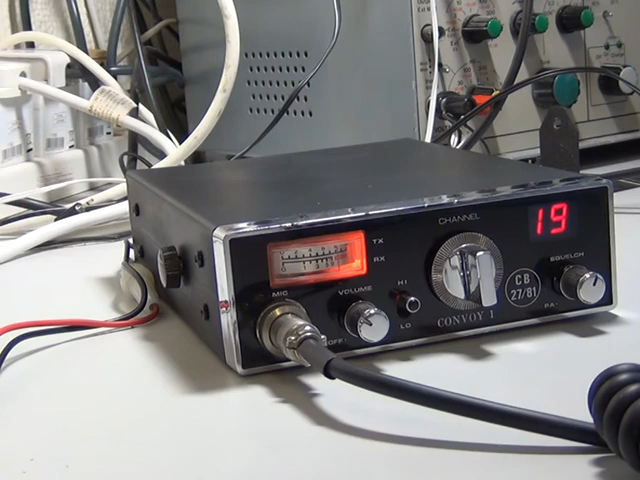 CHANNEL
19
TX
RX
MIC
VOLUME
HI
LO
OFF
CONVOY 1
CB
27/81
SQUELCH
PA